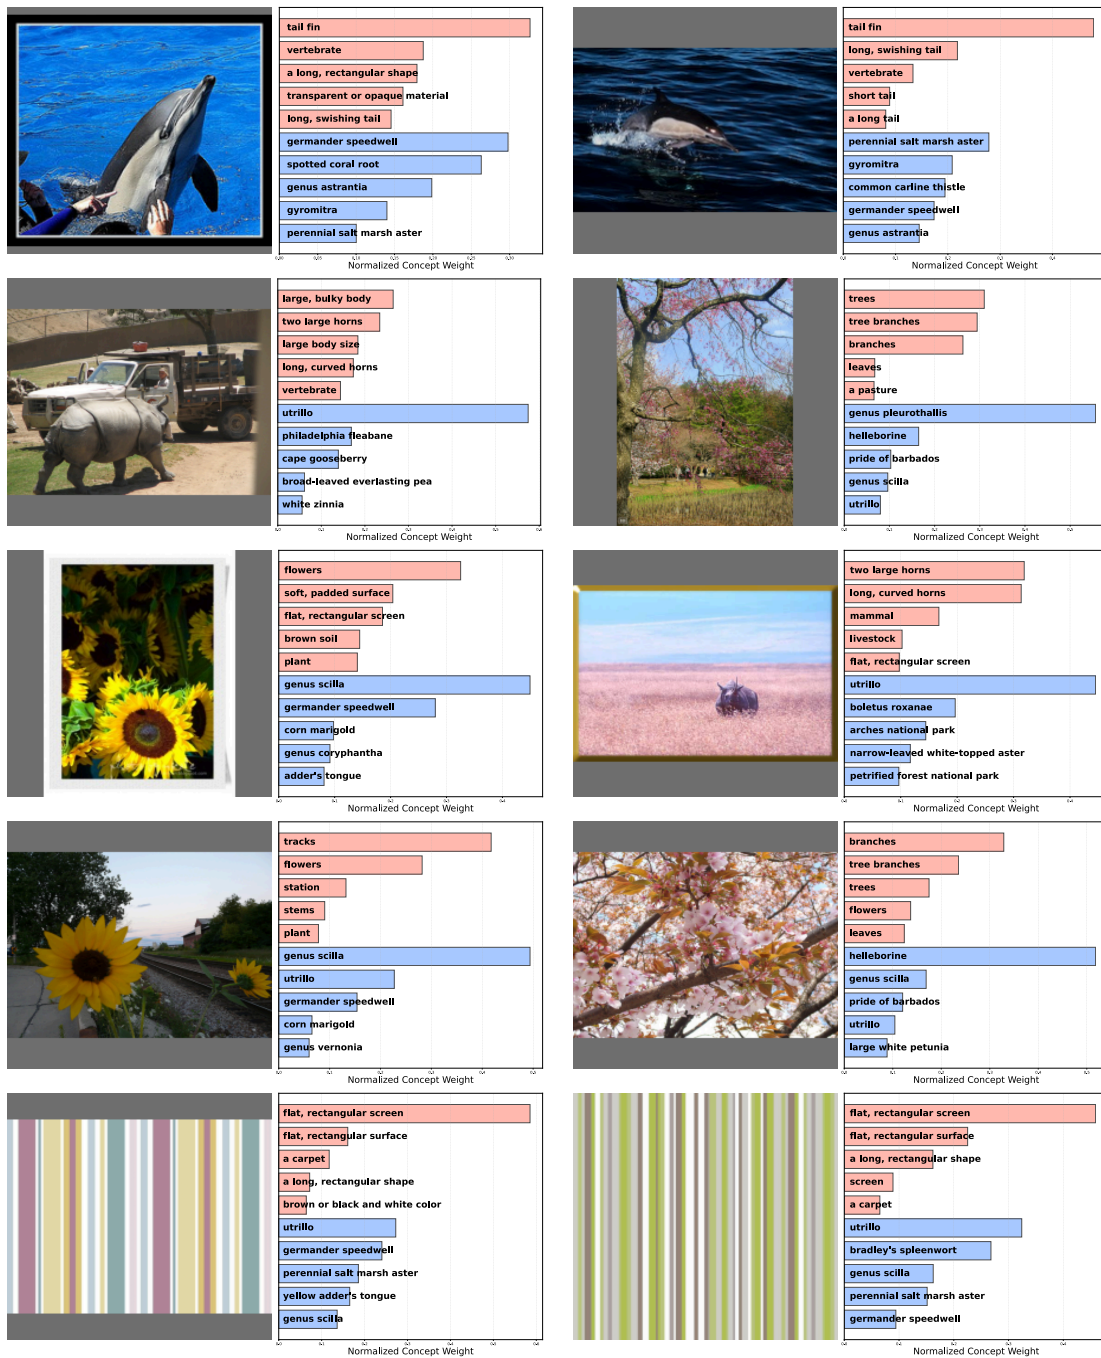 tail fin
vertebrate
a long, rectangular shape
transparent or opaque material
long, swishing tail
germander speedwell
spotted coral root
genus astrantia
gyromitra
perennial salt marsh aster
Normalized Concept Weight
tail fin
long, swishing tail
vertebrate
short tail
a long tail
perennial salt marsh aster
gyromitra
common carline thistle
germander speedwell
genus astrantia
Normalized Concept Weight
large, bulky body
two large horns
large body size
long, curved horns
vertebrate
utrillo
philadelphia fleabane
cape gooseberry
broad-leaved everlasting pea
white zinnia
Normalized Concept Weight
trees
tree branches
branches
leaves
a pasture
genus pleurothallis
helleborine
pride of barbados
genus scilla
utrillo
Normalized Concept Weight
flowers
soft, padded surface
flat, rectangular screen
brown soil
plant
genus scilla
germander speedwell
corn marigold
genus coryphantha
adder's tongue
Normalized Concept Weight
two large horns
long, curved horns
mammal
livestock
flat, rectangular screen
utrillo
boletus roxanae
arches national park
narrow-leaved white-topped aster
petrified forest national park
Normalized Concept Weight
tracks
flowers
station
stems
plant
genus scilla
utrillo
germander speedwell
corn marigold
genus vernonia
Normalized Concept Weight
branches
tree branches
trees
flowers
leaves
helleborine
genus scilla
pride of barbados
utrillo
large white petunia
Normalized Concept Weight
flat, rectangular screen
flat, rectangular surface
a carpet
a long, rectangular shape
brown or black and white color
utrillo
germander speedwell
perennial salt marsh aster
yellow adder's tongue
genus scilla
Normalized Concept Weight
flat, rectangular screen
flat, rectangular surface
a long, rectangular shape
screen
a carpet
utrillo
bradley's spleenwort
genus scilla
perennial salt marsh aster
germander speedwell
Normalized Concept Weight